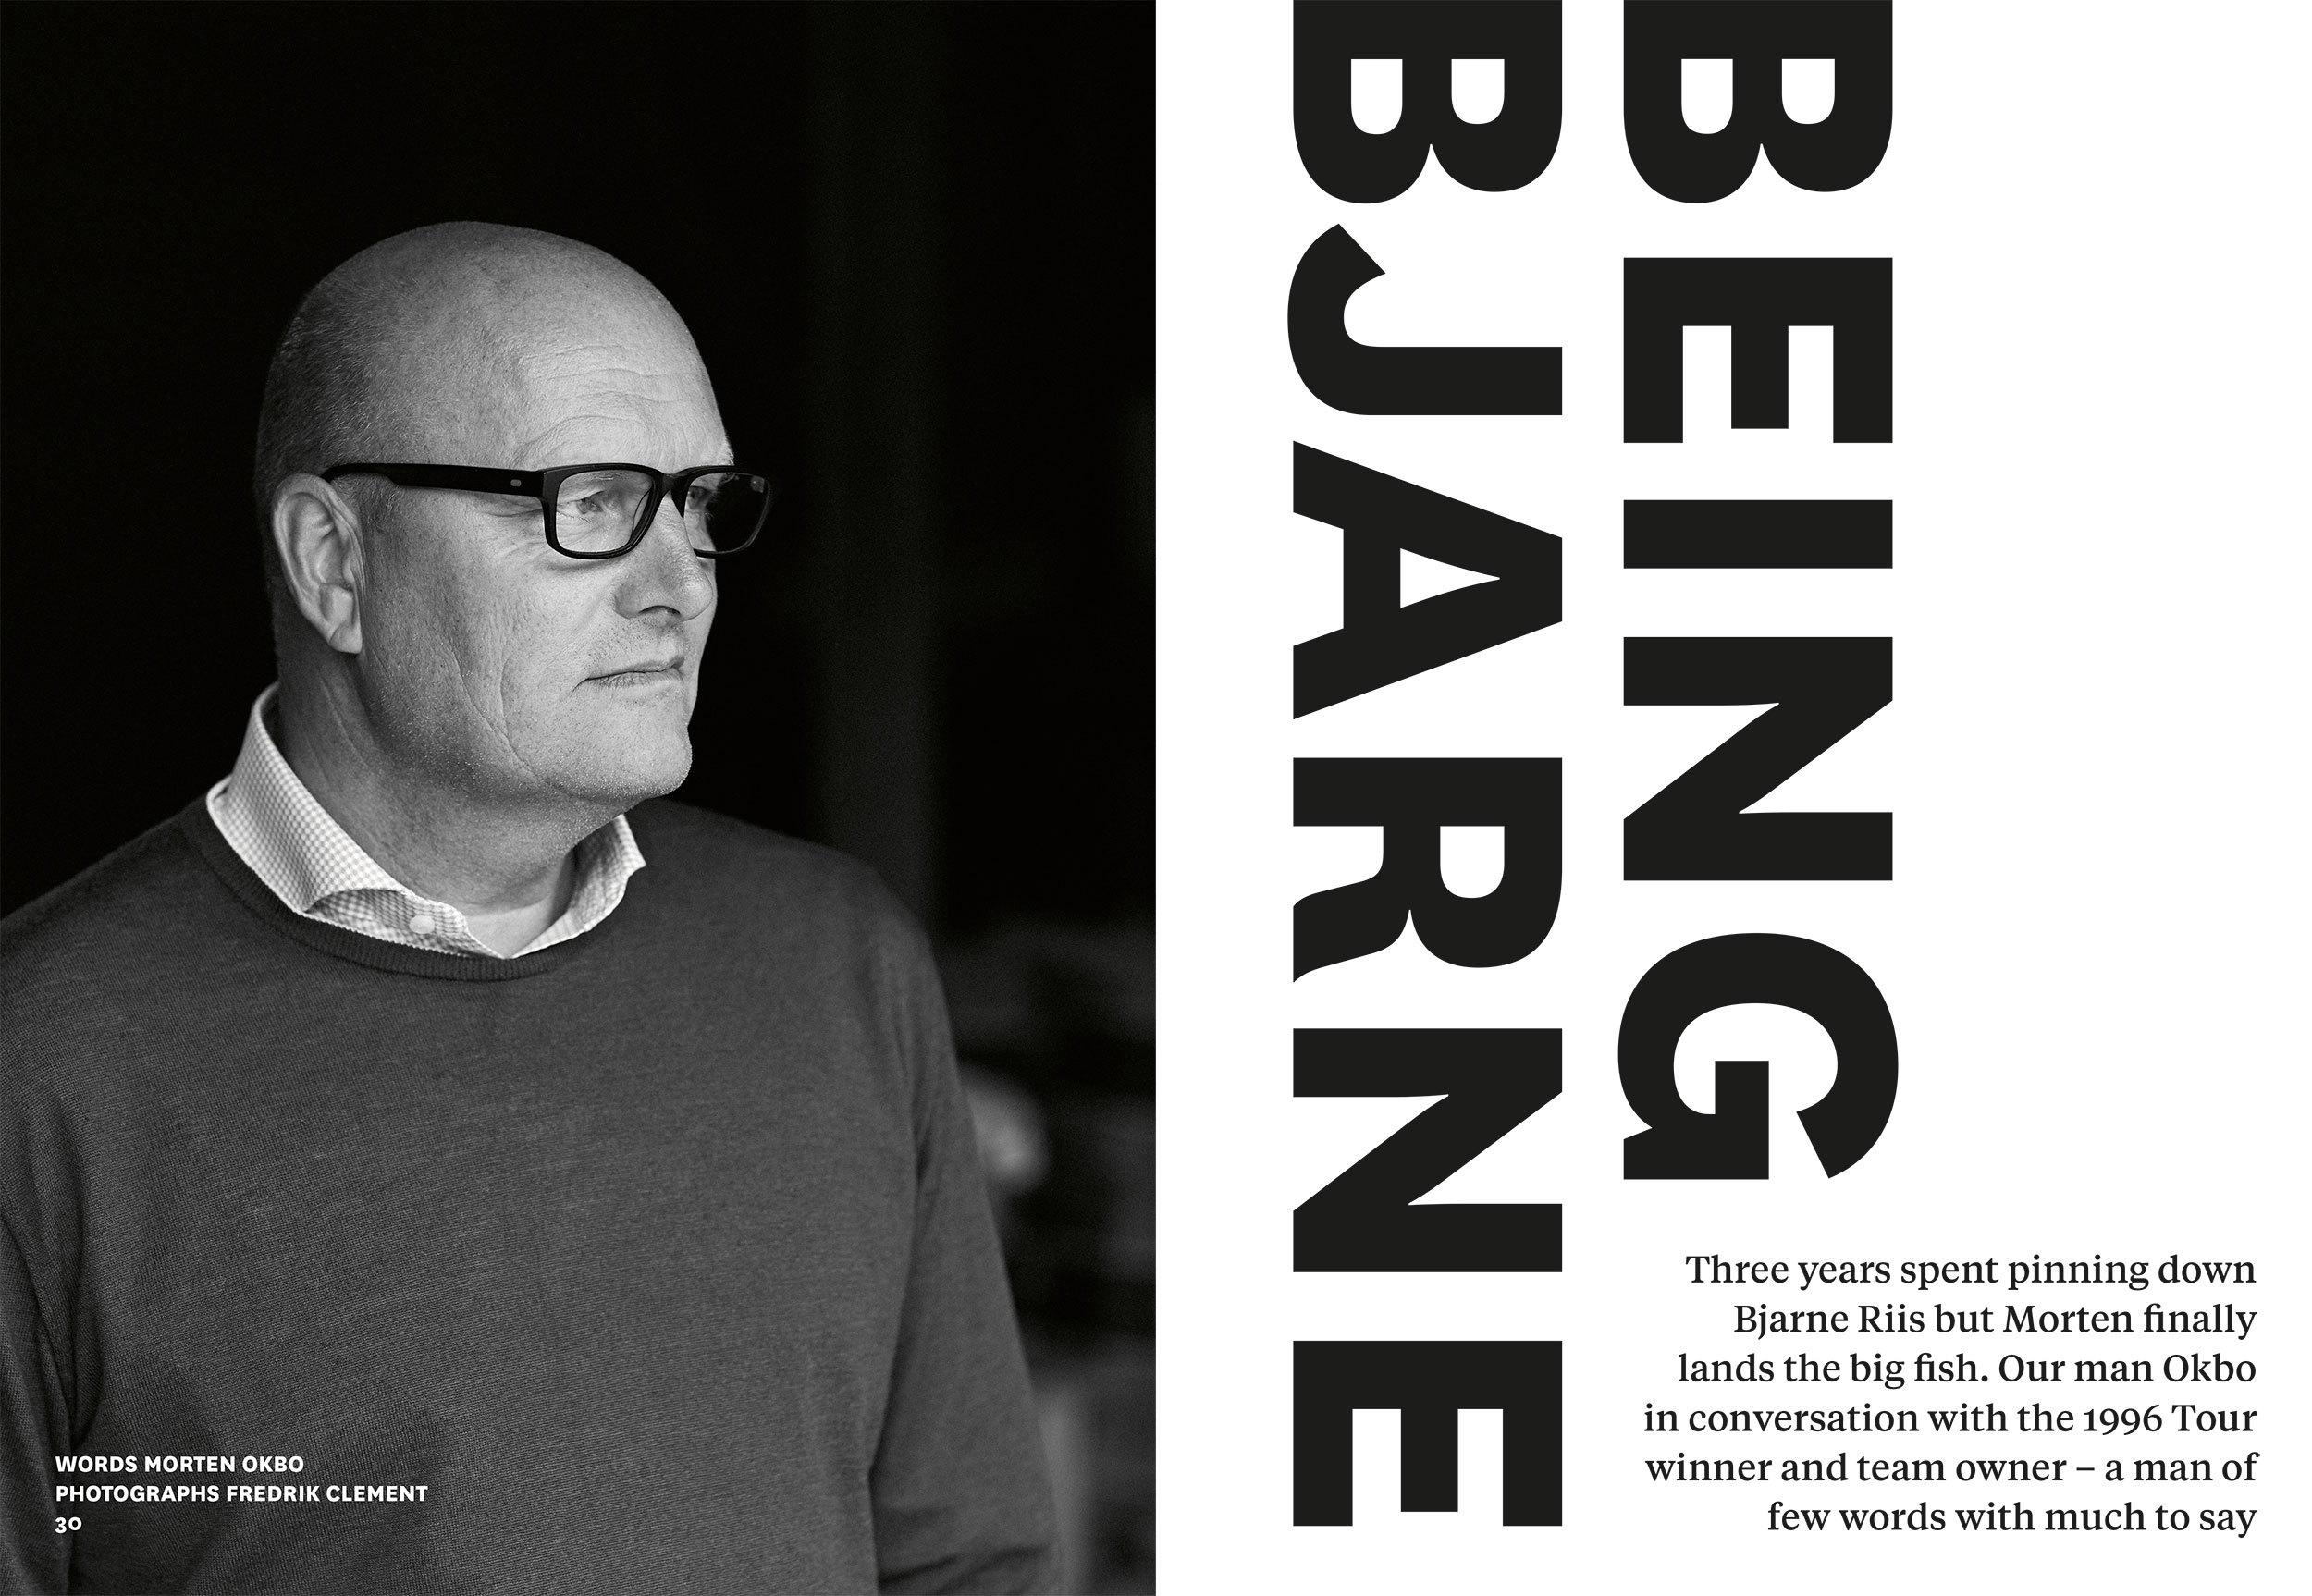 BEING
BJARNE
Three years spent pinning down
Bjarne Riis but Morten finally
lands the big fish. Our man Okbo
in conversation with the 1996 Tour
winner and team owner – a man of
few words with much to say
WORDS MORTEN OKBO
PHOTOGRAPHS FREDRIK CLEMENT
30